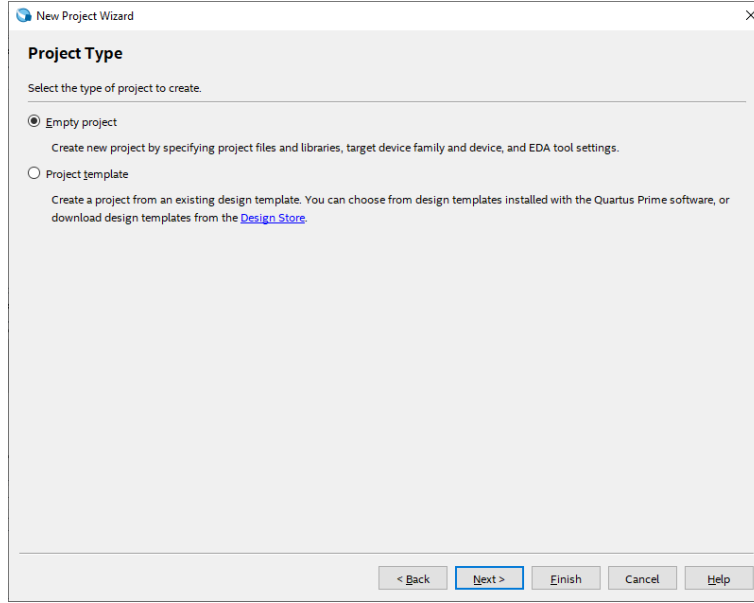 New Project Wizard
Project Type
Select the type of project to create.
Empty project
Create new project by specifying project files and libraries, target device family and device, and EDA tool settings.
Project template
Create a project from an existing design template. You can choose from design templates installed with the Quartus Prime software, or
download design templates from the Design Store.
< Back Next > Finish Cancel Help